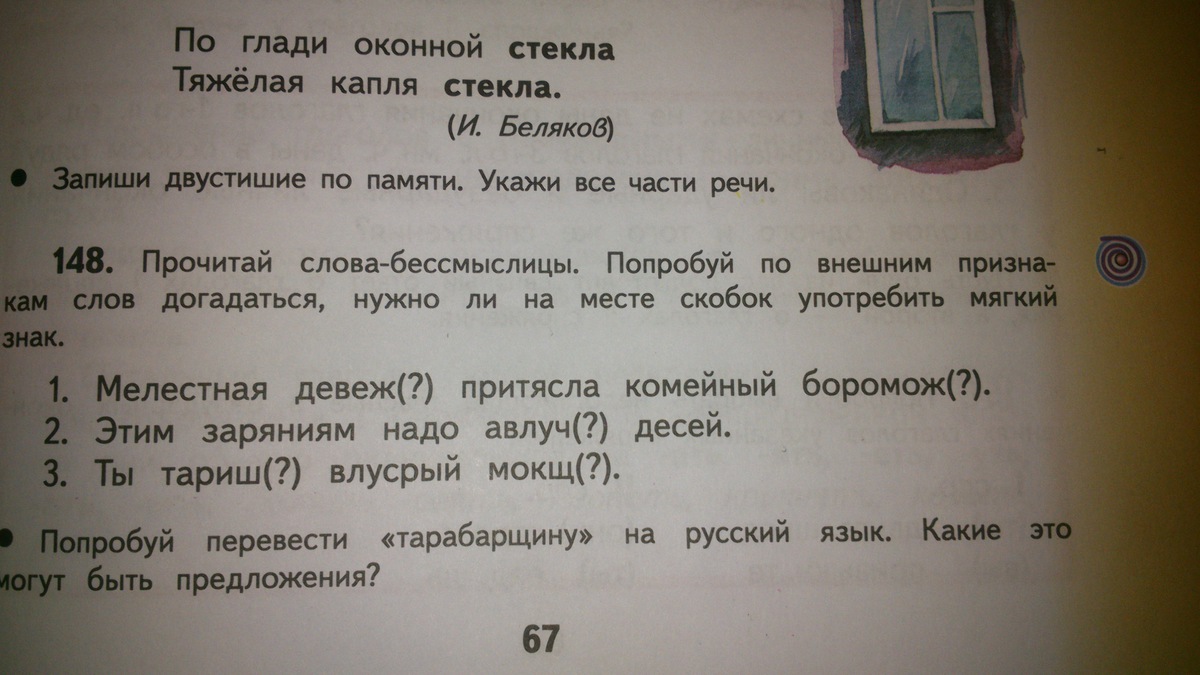 По глади оконной стекла
Тяжёлая капля стекла.
(И. Беляков)
● Запиши двустишие по памяти. Укажи все части речи.
148. Прочитай слова-бессмыслицы. Попробуй по внешним призна-
кам слов догадаться, нужно ли на месте скобок употребить мягкий
знак.
1. Мелестная девеж(?) притясла комейный боромож(?).
2. Этим заряниям надо авлуч(?) десей.
3. Ты тариш(?) влусрый мокщ(?).
● Попробуй перевести «тарабарщину» на русский язык. Какие это
могут быть предложения?
67